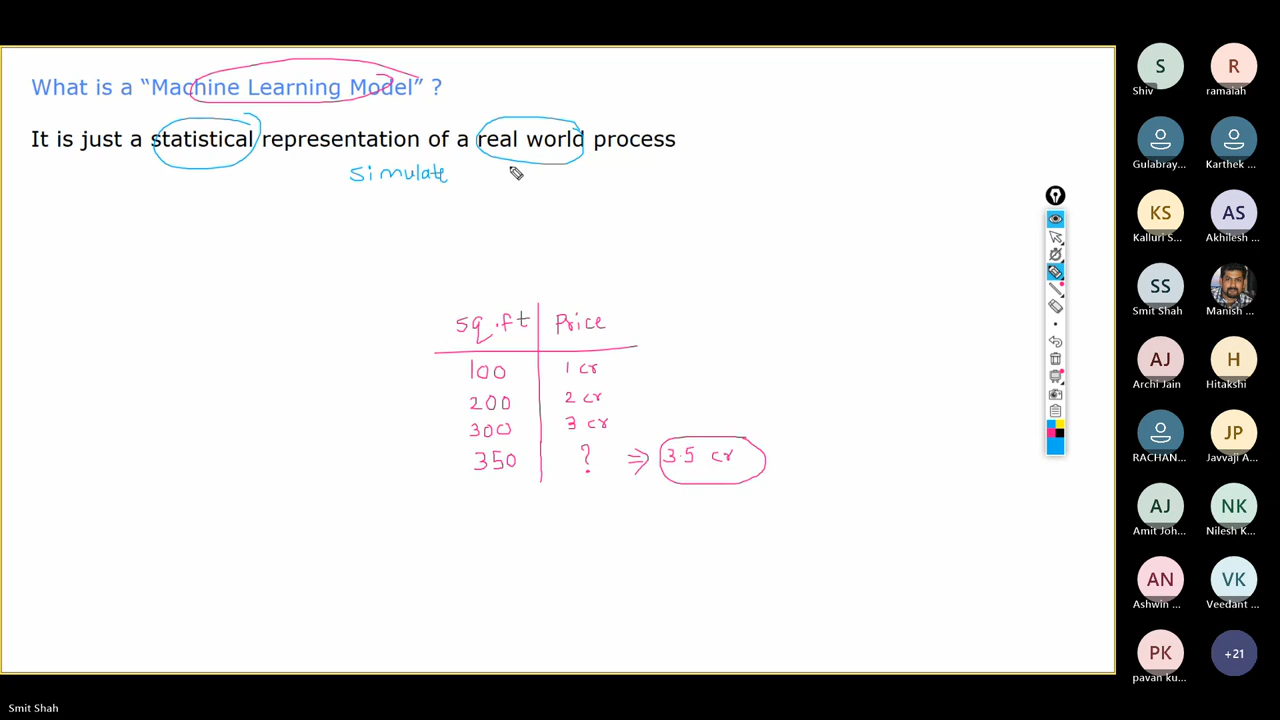 What is a “Machine Learning Model” ?
It is just a statistical representation of a real world process
simulate
sq.ft Price
100 1 cr
200 2 cr
300 3 cr
350 ? ⇒ 3.5 cr
S R
Shiv ramaiah
Gulabray... Karthek ...
KS AS
Kalluri S... Akhilesh ...
SS
Smit Shah Manish ...
AJ H
Archi Jain Hitakshi
JP
RACHAN... Javvaji A...
AJ NK
Amit Joh... Nilesh K...
AN VK
Ashwin ... Veedant ...
PK +21
pavan ku...
Smit Shah